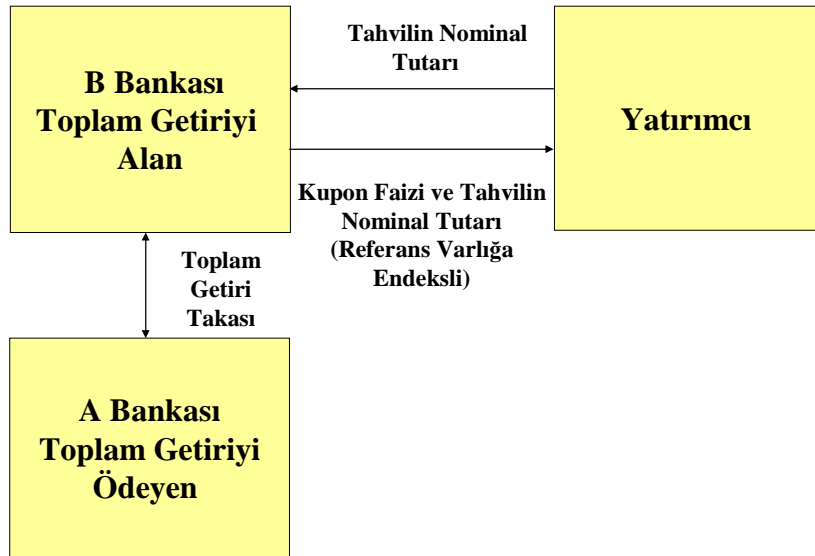 B Bankası
Toplam Getiriyi
Alan
Tahvilin Nominal
Tutarı
Yatırımcı
Kupon Faizi ve Tahvilin
Nominal Tutarı
(Referans Varlığa
Endeksli)
Toplam
Getiri
Takası
A Bankası
Toplam Getiriyi
Ödeyen